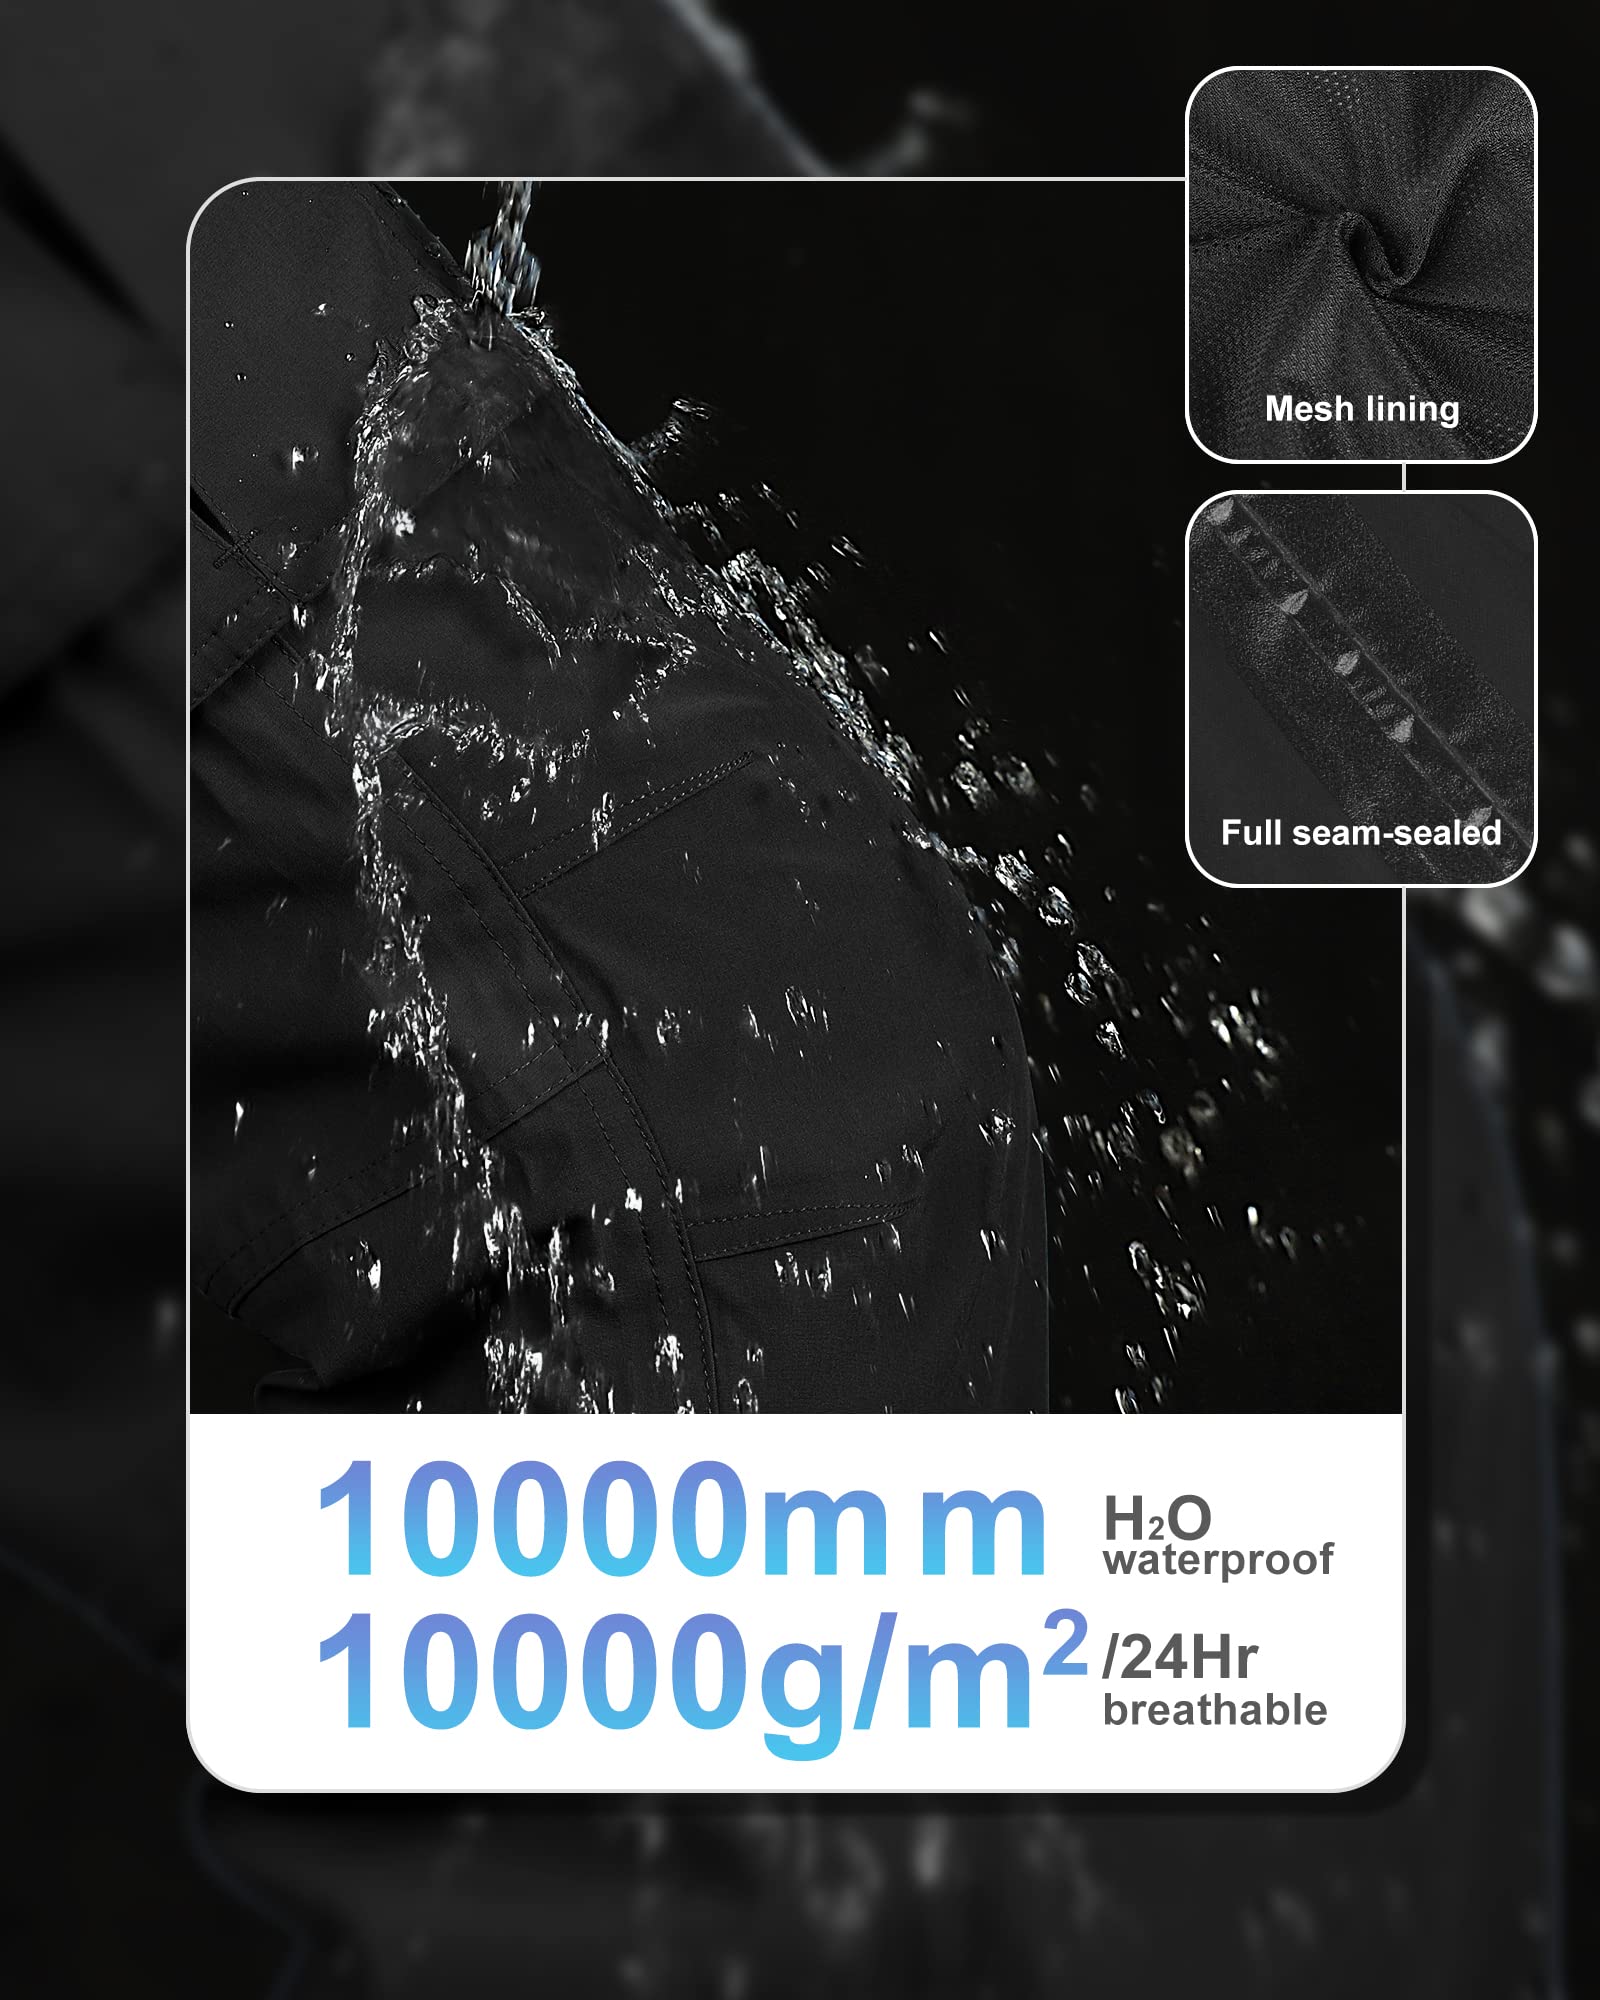 Mesh lining
Full seam-sealed
10000mm H₂O
waterproof
10000g/m² /24Hr
breathable